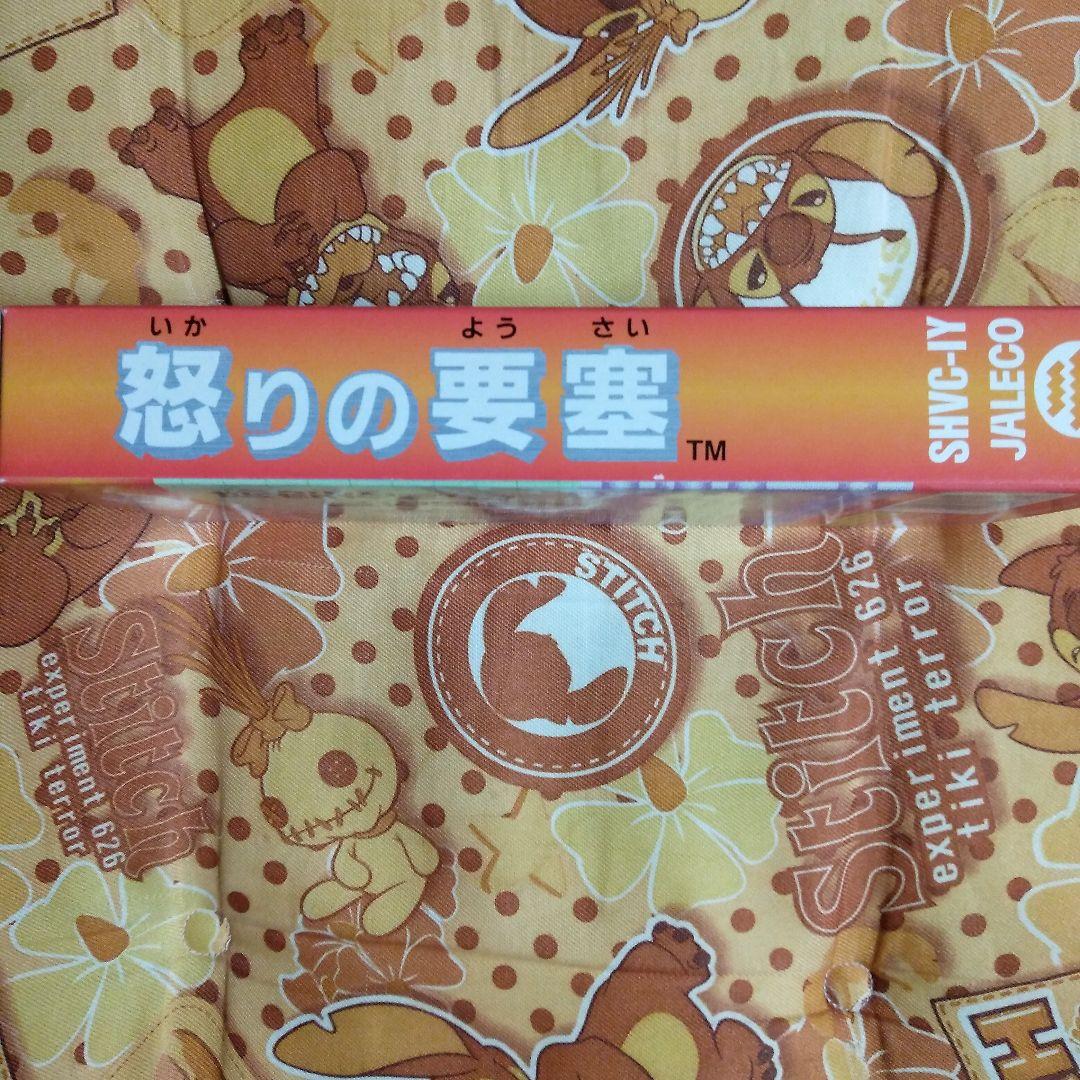 いか よう さい
怒りの要塞
TM
SHVC-IY
JALECO
STITCH
Stitch
experiment 626
tiki terror
Stitch
experiment 626
tiki terror
H